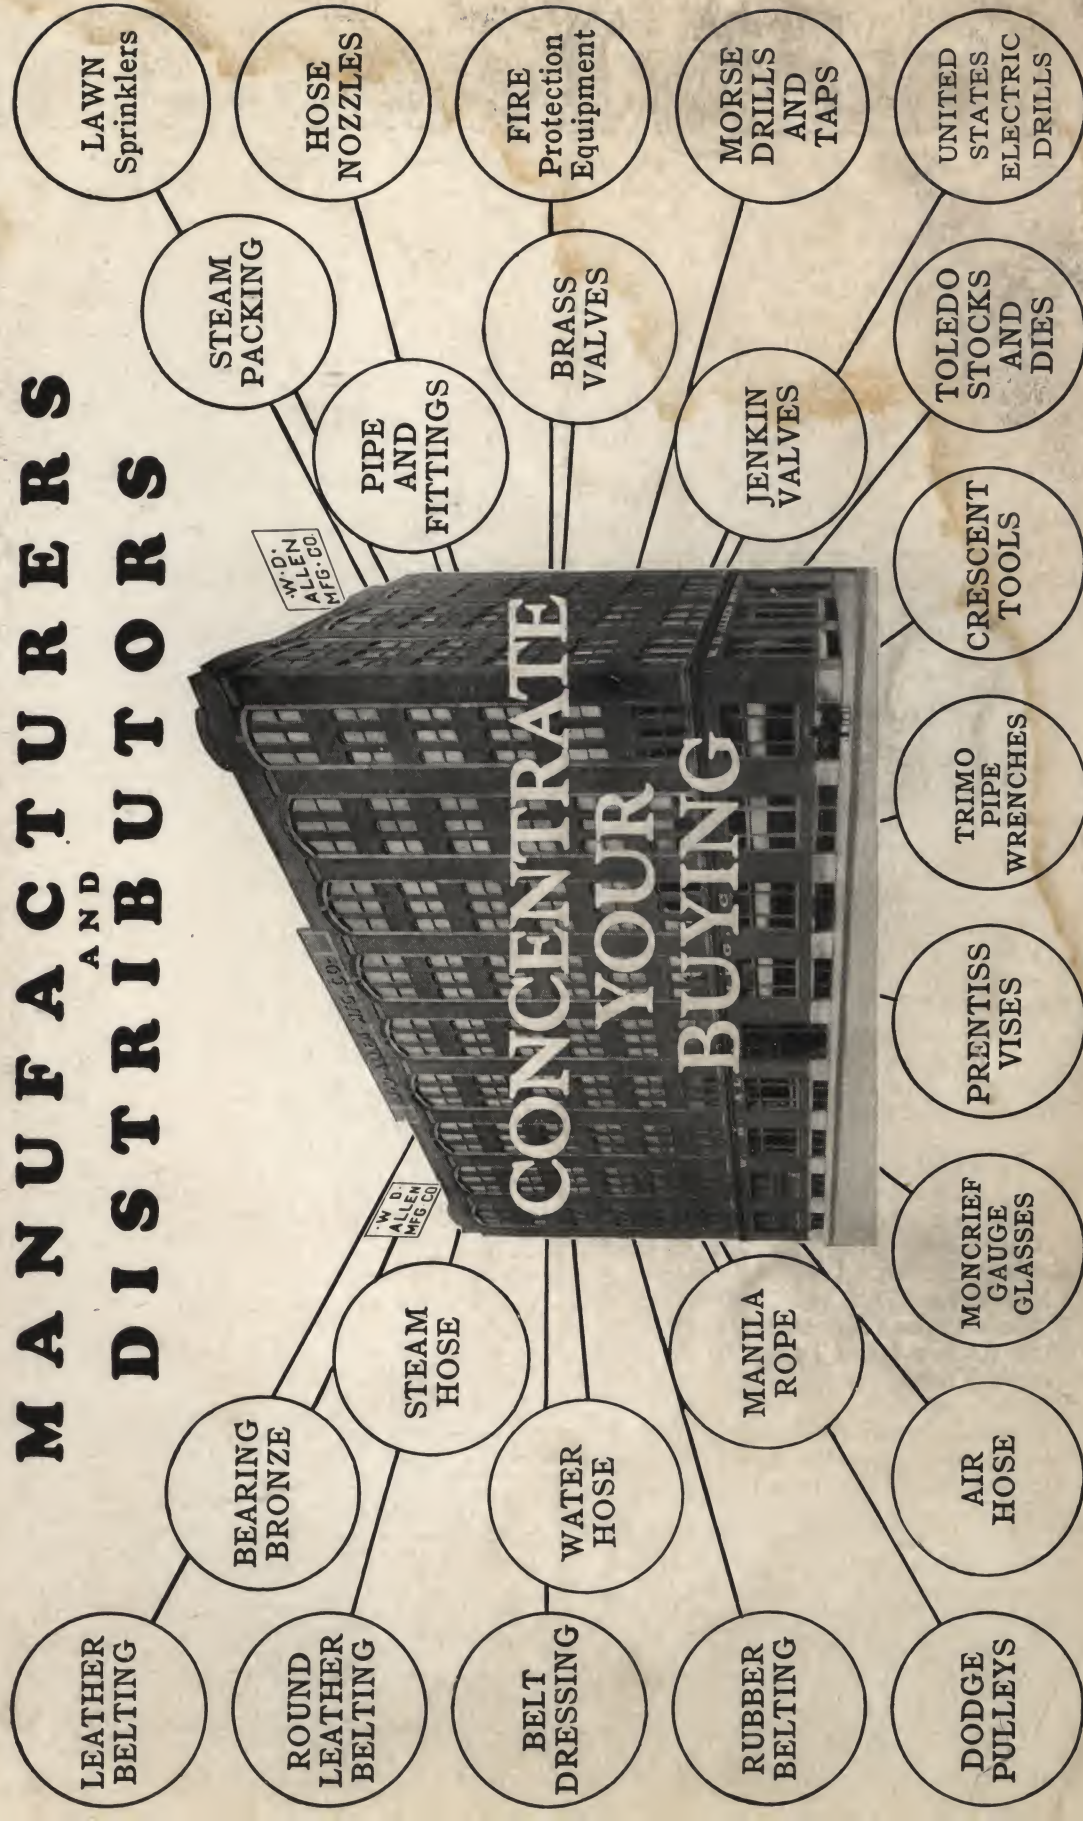 MANUFACTURERS
AND
DISTRIBUTORS
LEATHER
BELTING
BEARING
BRONZE
ROUND
LEATHER
BELTING
STEAM
HOSE
BELT
DRESSING
WATER
HOSE
RUBBER
BELTING
MANILA
ROPE
DODGE
PULLEYS
AIR
HOSE
MONCRIEF
GAUGE
GLASSES
PRENTISS
VISES
TRIMO
PIPE
WRENCHES
CRESCENT
TOOLS
TOLEDO
STOCKS
AND
DIES
UNITED
STATES
ELECTRIC
DRILLS
JENKIN
VALVES
MORSE
DRILLS
AND
TAPS
BRASS
VALVES
FIRE
Protection
Equipment
PIPE
AND
FITTINGS
HOSE
NOZZLES
STEAM
PACKING
LAWN
Sprinklers
W. D.
ALLEN
MFG. CO
W. D.
ALLEN
MFG. CO.
CONCENTRATE
YOUR
BUYING